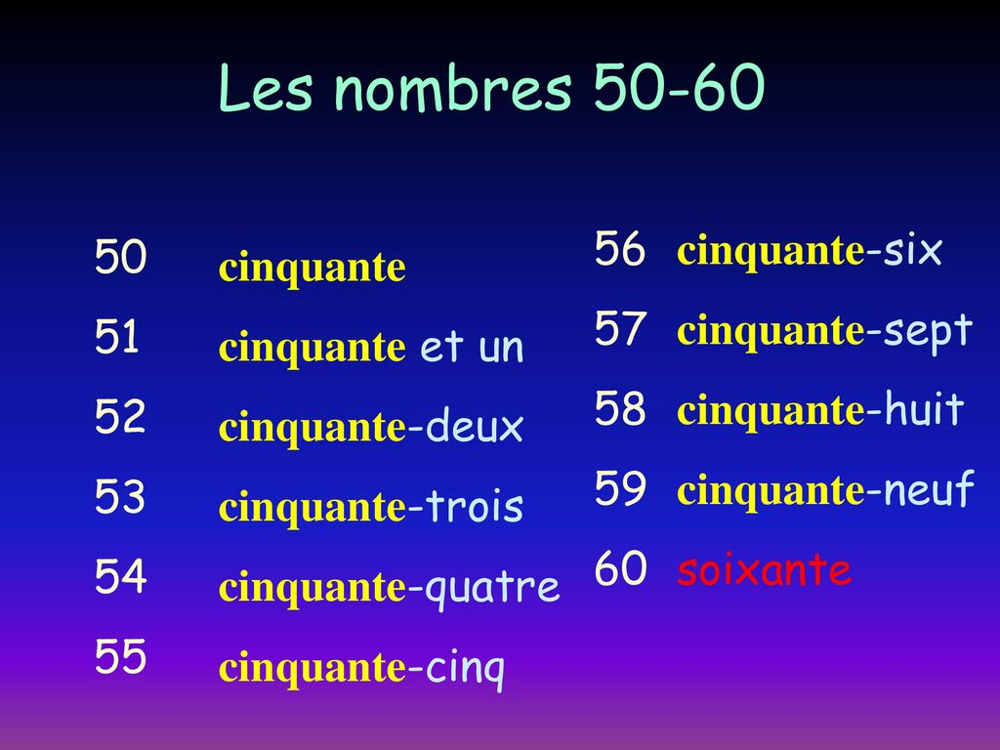 Les nombres 50-60
50 cinquante
51 cinquante et un
52 cinquante-deux
53 cinquante-trois
54 cinquante-quatre
55 cinquante-cinq
56 cinquante-six
57 cinquante-sept
58 cinquante-huit
59 cinquante-neuf
60 soixante